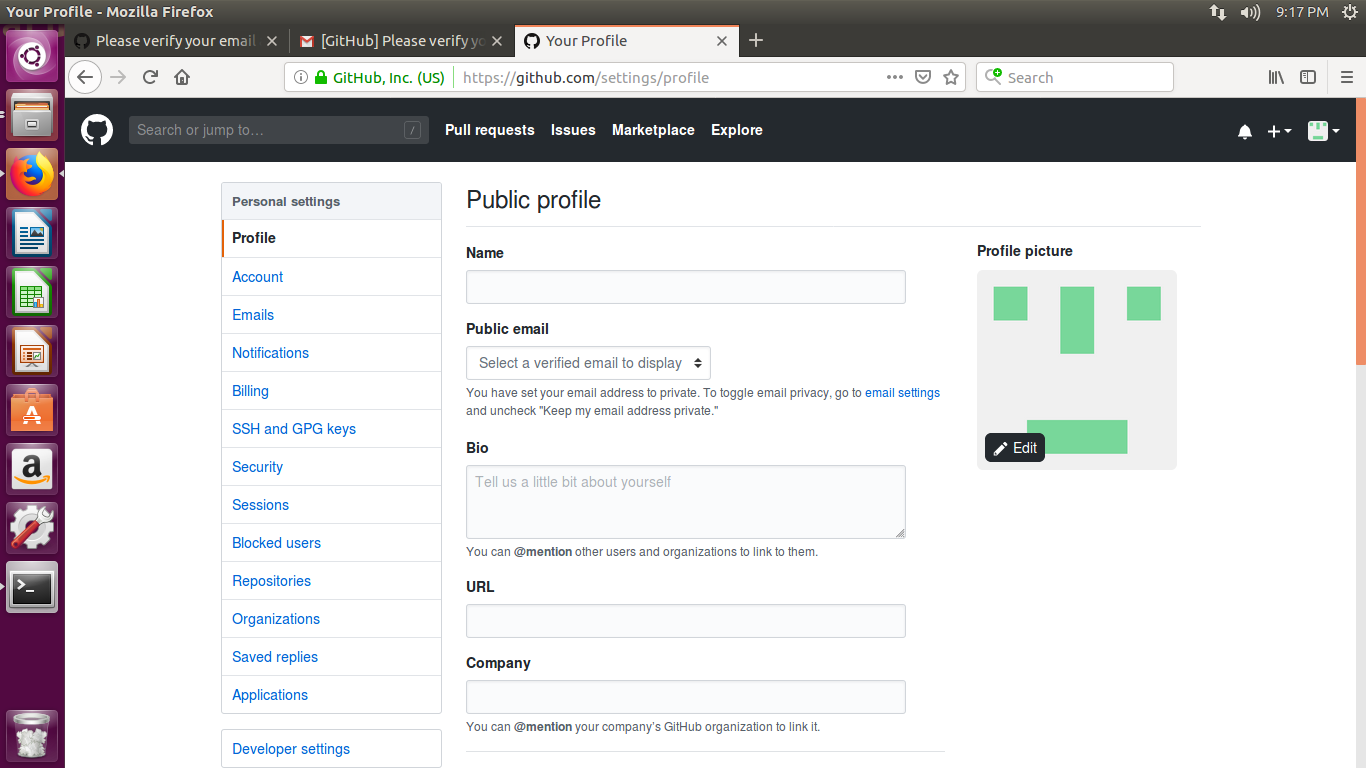 Your Profile - Mozilla Firefox
9:17 PM
Please verify your email
[GitHub] Please verify yo
Your Profile
GitHub, Inc. (US)
https://github.com/settings/profile
Search
Search or jump to…
/
Pull requests
Issues
Marketplace
Explore
Personal settings
Profile
Account
Emails
Notifications
Billing
SSH and GPG keys
Security
Sessions
Blocked users
Repositories
Organizations
Saved replies
Applications
Developer settings
Public profile
Name
Public email
Select a verified email to display
You have set your email address to private. To toggle email privacy, go to email settings
and uncheck "Keep my email address private."
Bio
Tell us a little bit about yourself
You can @mention other users and organizations to link to them.
URL
Company
You can @mention your company's GitHub organization to link it.
Profile picture
Edit